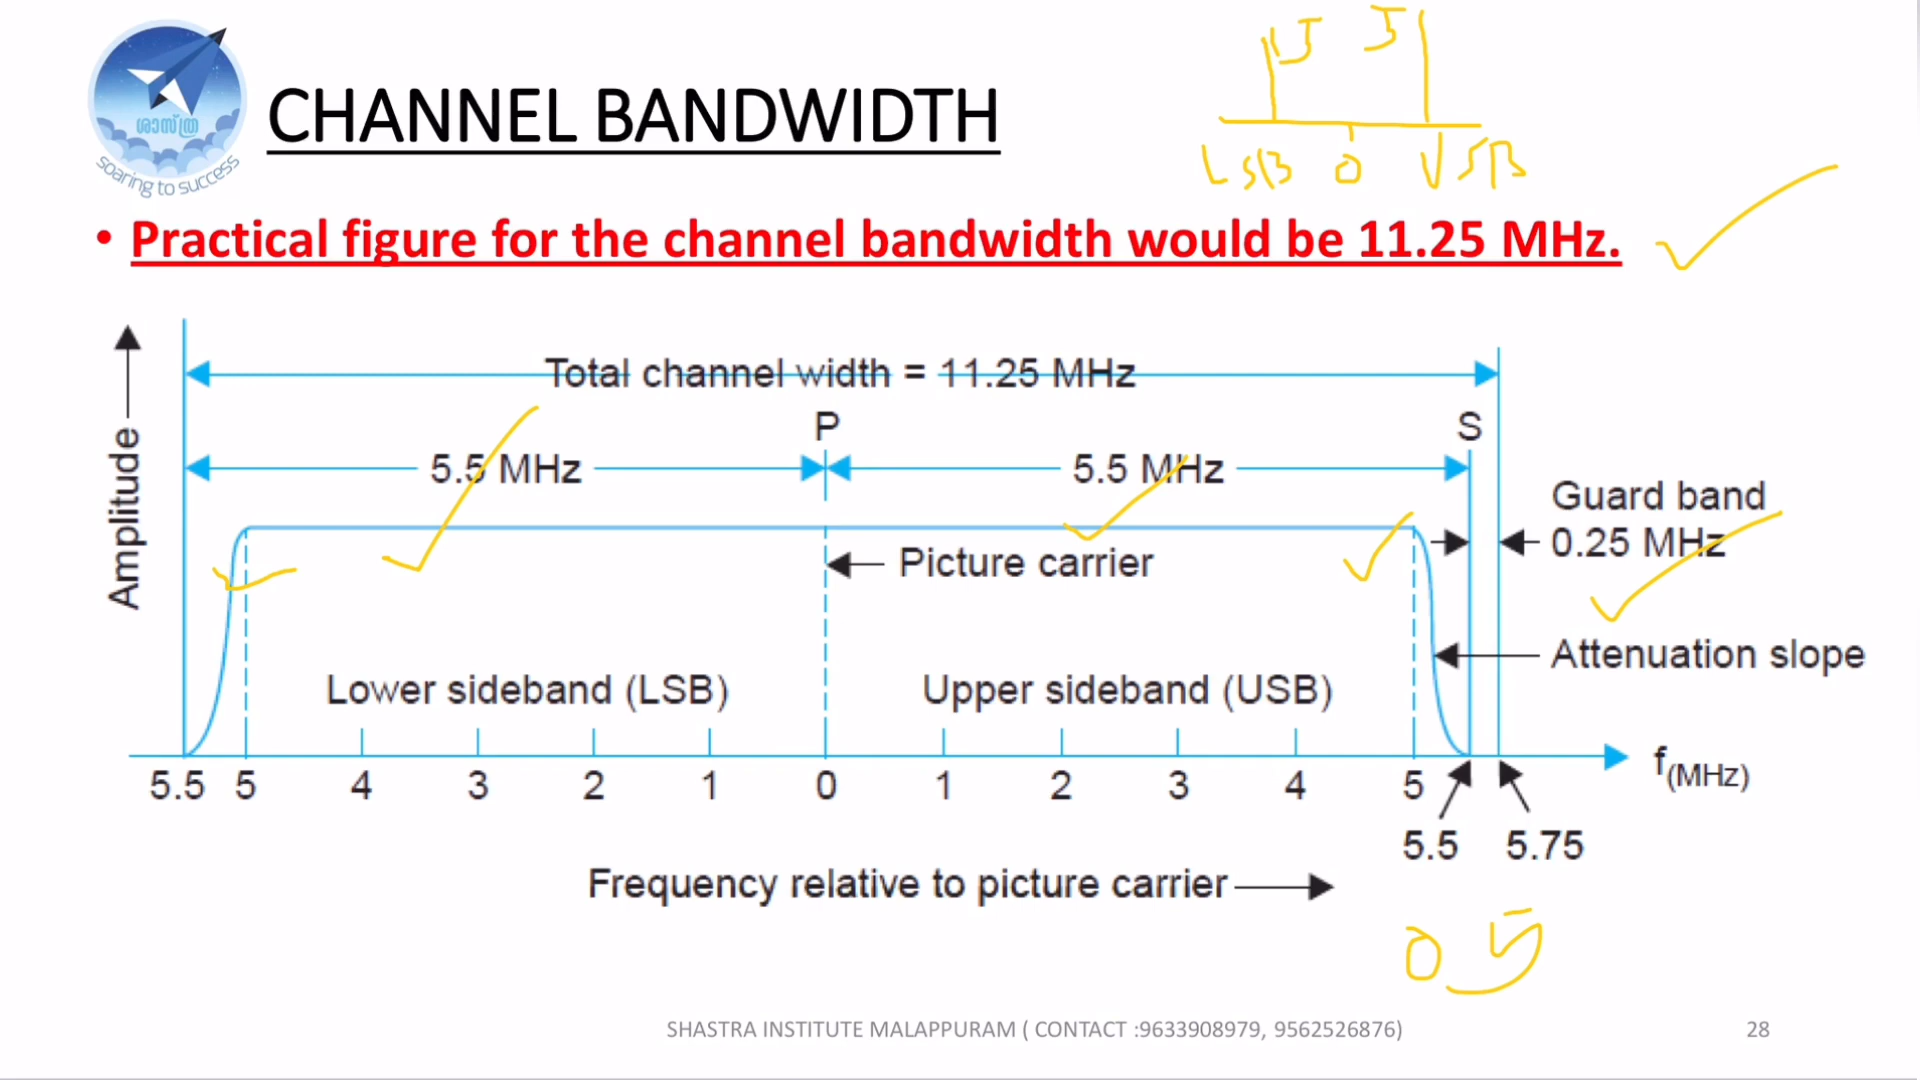 ശാസ്ത്ര
soaring to success
CHANNEL BANDWIDTH
5 5
LSB 0 USB
• Practical figure for the channel bandwidth would be 11.25 MHz.
Total channel width = 11.25 MHz
P S
5.5 MHz 5.5 MHz
Guard band
0.25 MHz
Amplitude
Picture carrier
Attenuation slope
Lower sideband (LSB) Upper sideband (USB)
5.5 5 4 3 2 1 0 1 2 3 4 5 f(MHz)
5.5 5.75
Frequency relative to picture carrier
0.5
SHASTRA INSTITUTE MALAPPURAM ( CONTACT :9633908979, 9562526876)
28